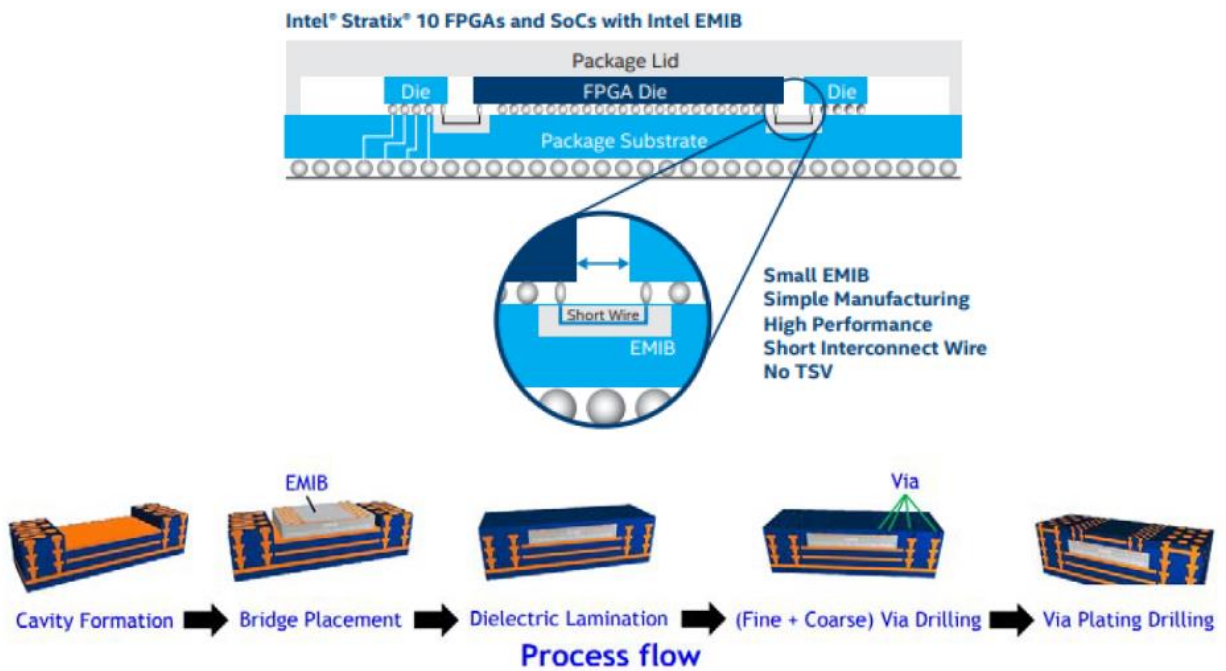 Intel® Stratix® 10 FPGAs and SoCs with Intel EMIB
Package Lid
Die
FPGA Die
Die
Package Substrate
Short Wire
EMIB
Small EMIB
Simple Manufacturing
High Performance
Short Interconnect Wire
No TSV
EMIB
Via
Cavity Formation
Bridge Placement
Dielectric Lamination
(Fine + Coarse) Via Drilling
Via Plating Drilling
Process flow